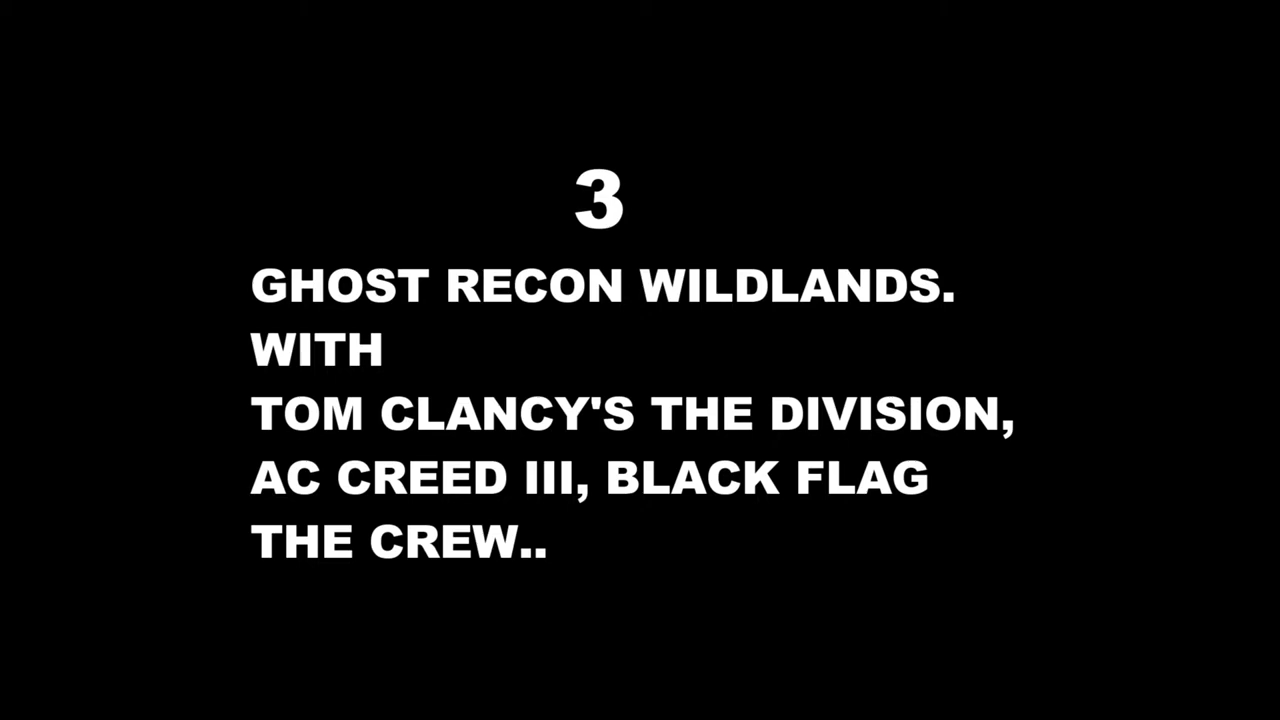 3
GHOST RECON WILDLANDS.
WITH
TOM CLANCY'S THE DIVISION,
AC CREED III, BLACK FLAG
THE CREW..